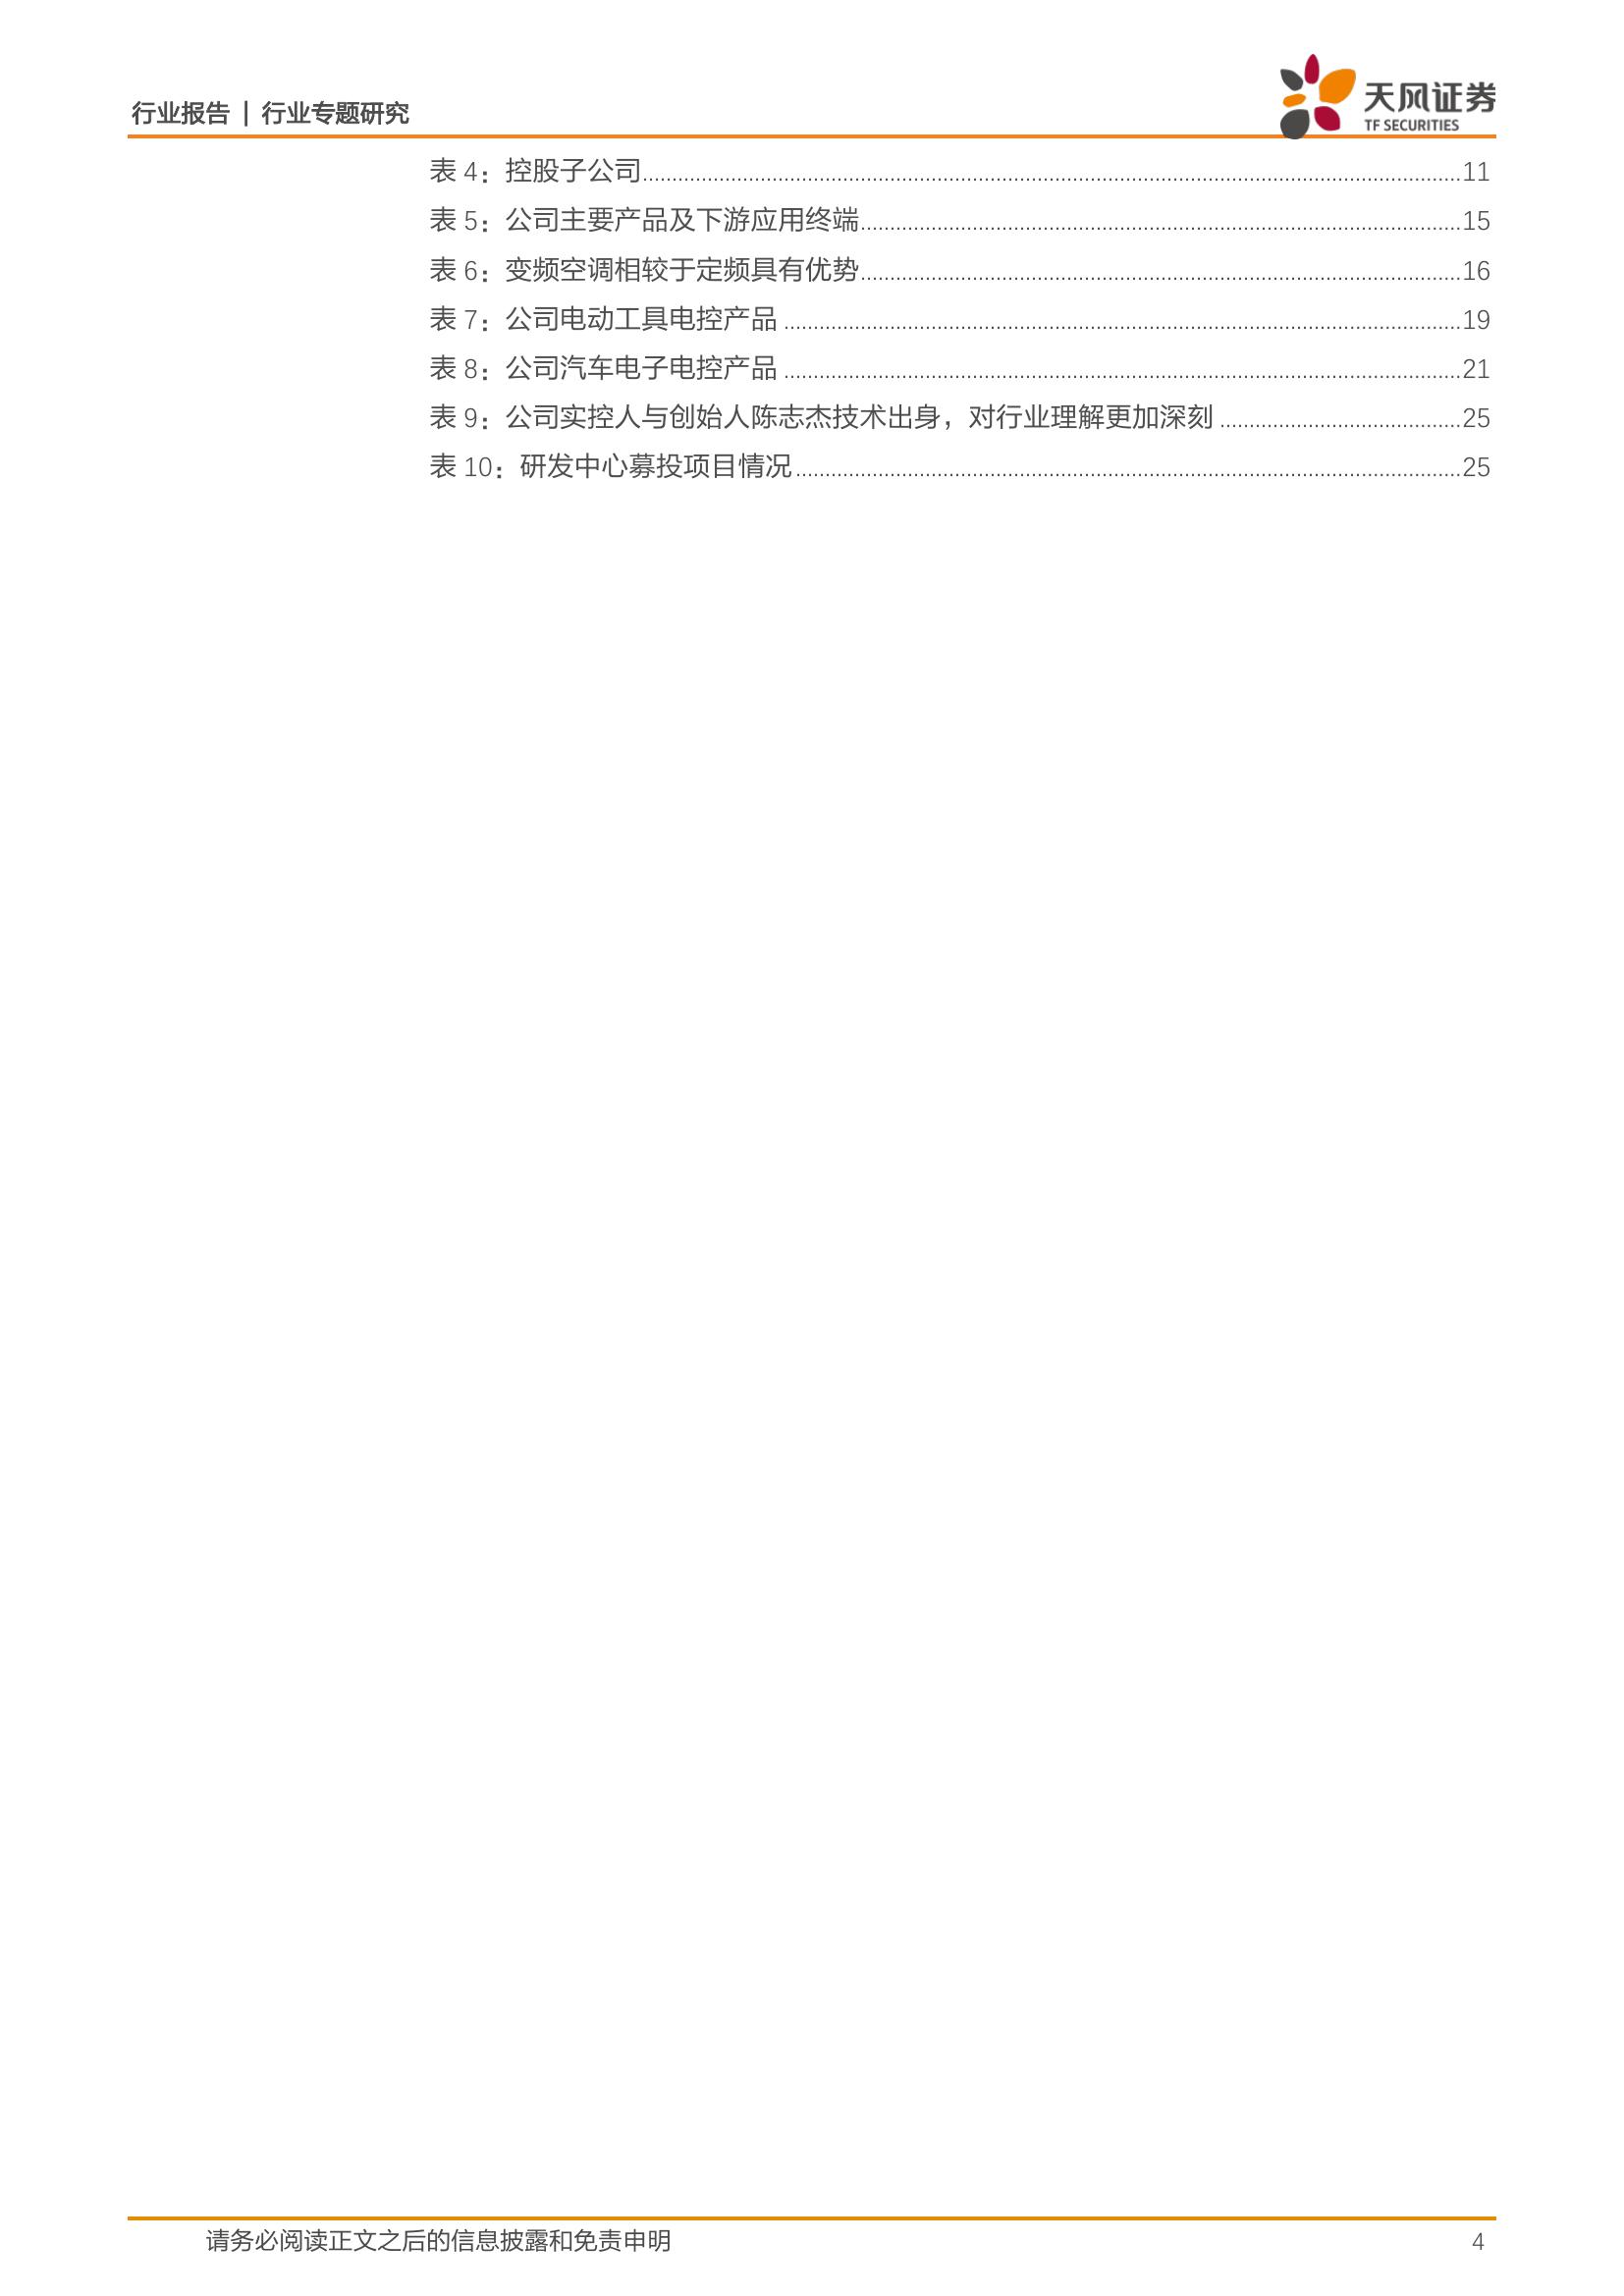 行业报告 | 行业专题研究
天风证券
TF SECURITIES
表 4：控股子公司 11
表 5：公司主要产品及下游应用终端 15
表 6：变频空调相较于定频具有优势 16
表 7：公司电动工具电控产品 19
表 8：公司汽车电子电控产品 21
表 9：公司实控人与创始人陈志杰技术出身，对行业理解更加深刻 25
表 10：研发中心募投项目情况 25
请务必阅读正文之后的信息披露和免责申明 4